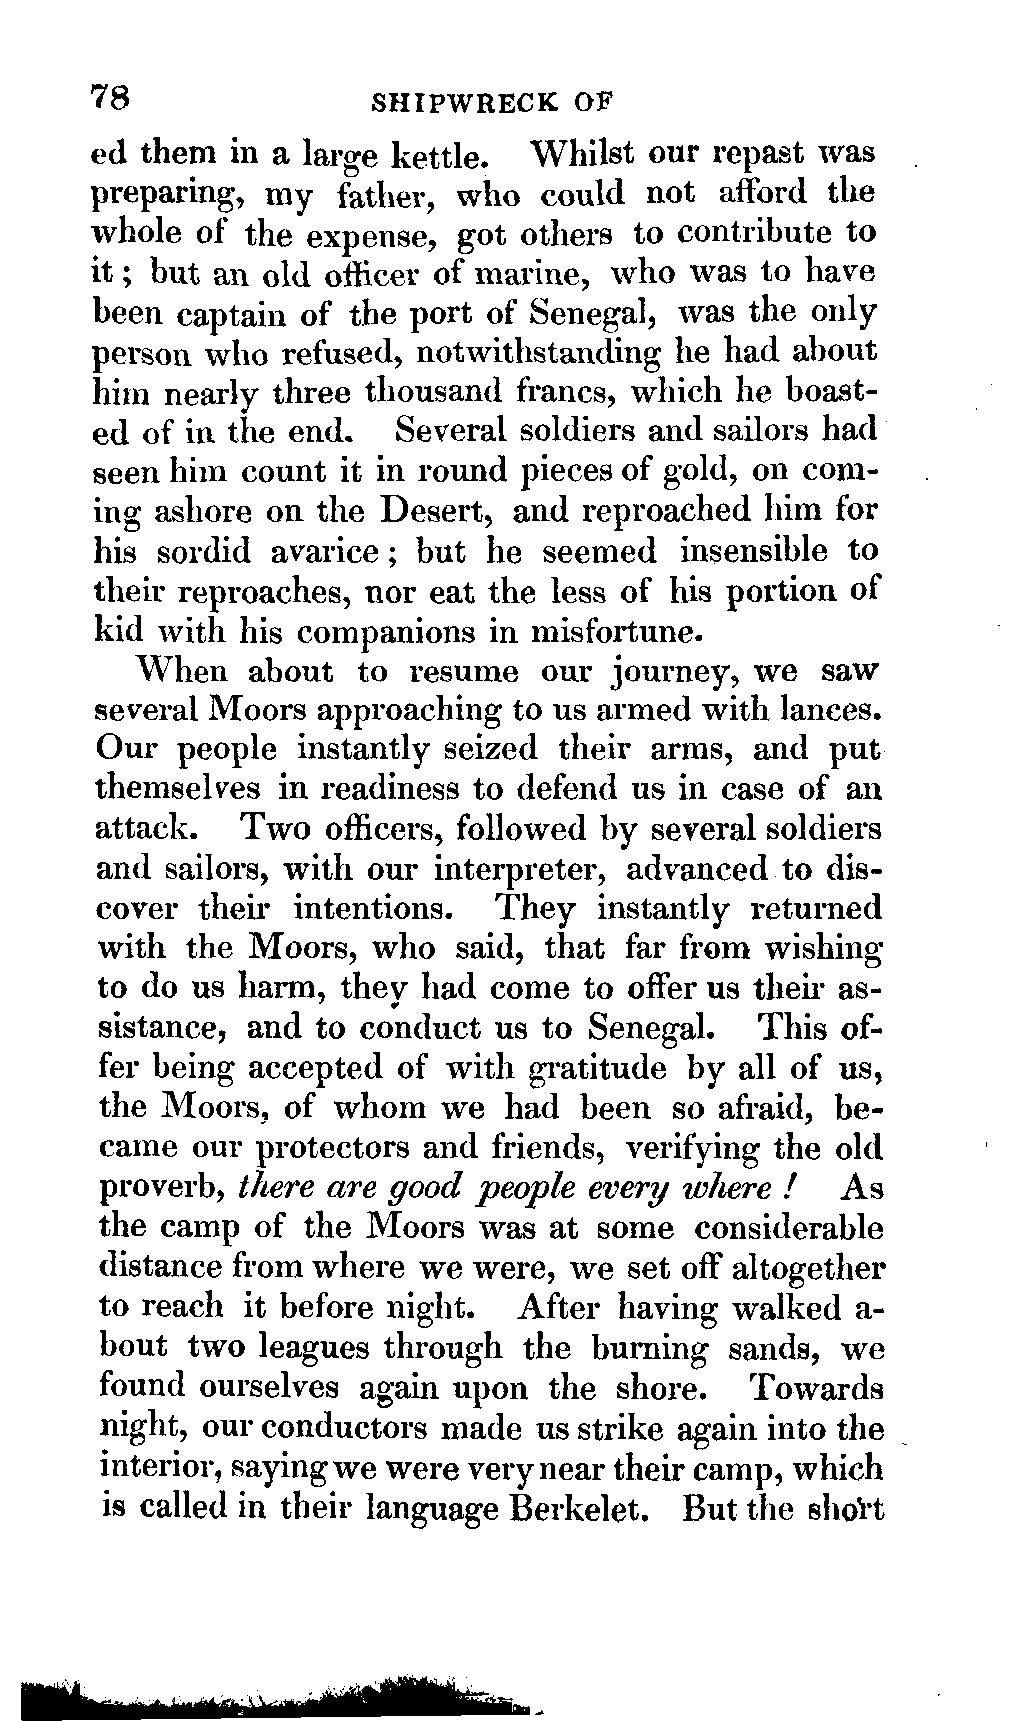 78 SHIPWRECK OF
ed them in a large kettle. Whilst our repast was
preparing, my father, who could not afford the
whole of the expense, got others to contribute to
it; but an old officer of marine, who was to have
been captain of the port of Senegal, was the only
person who refused, notwithstanding he had about
him nearly three thousand francs, which he boast-
ed of in the end. Several soldiers and sailors had
seen him count it in round pieces of gold, on com-
ing ashore on the Desert, and reproached him for
his sordid avarice; but he seemed insensible to
their reproaches, nor eat the less of his portion of
kid with his companions in misfortune.
When about to resume our journey, we saw
several Moors approaching to us armed with lances.
Our people instantly seized their arms, and put
themselves in readiness to defend us in case of an
attack. Two officers, followed by several soldiers
and sailors, with our interpreter, advanced to dis-
cover their intentions. They instantly returned
with the Moors, who said, that far from wishing
to do us harm, they had come to offer us their as-
sistance, and to conduct us to Senegal. This of-
fer being accepted of with gratitude by all of us,
the Moors, of whom we had been so afraid, be-
came our protectors and friends, verifying the old
proverb, there are good people every where! As
the camp of the Moors was at some considerable
distance from where we were, we set off altogether
to reach it before night. After having walked a-
bout two leagues through the burning sands, we
found ourselves again upon the shore. Towards
night, our conductors made us strike again into the
interior, saying we were very near their camp, which
is called in their language Berkelet. But the short